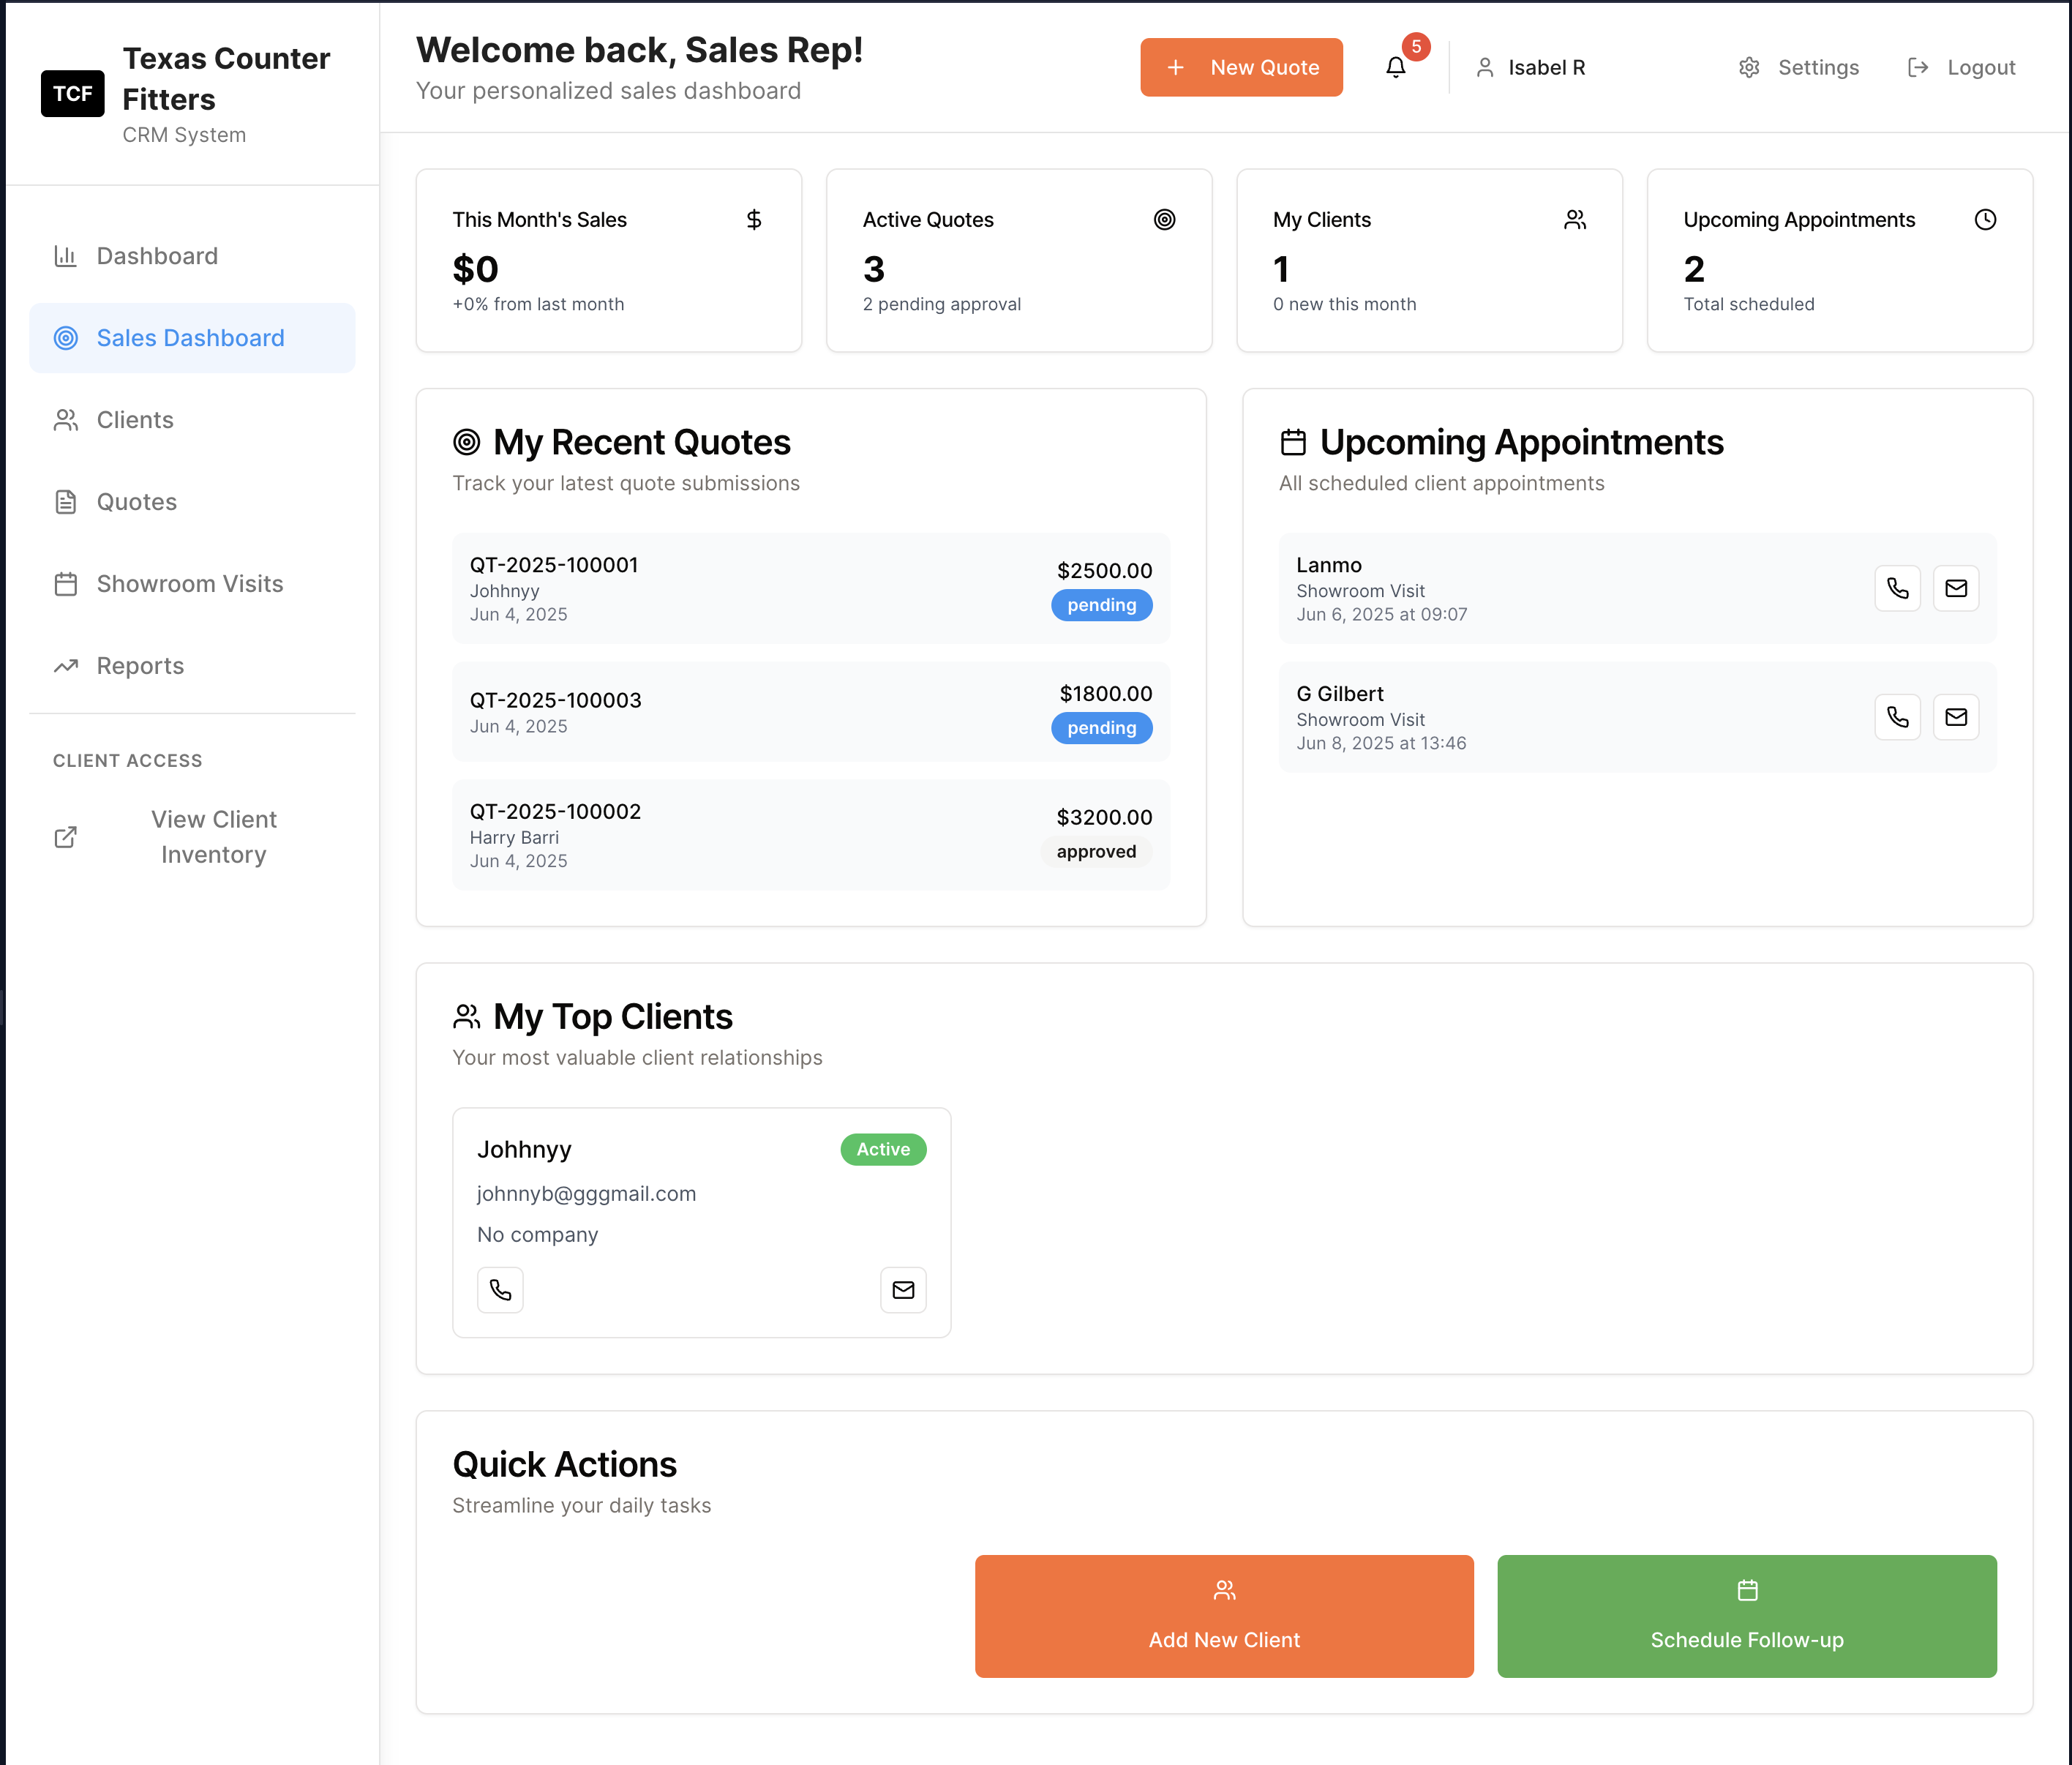 TCF
Texas Counter
Fitters
CRM System
Dashboard
Sales Dashboard
Clients
Quotes
Showroom Visits
Reports
CLIENT ACCESS
View Client
Inventory
Welcome back, Sales Rep!
Your personalized sales dashboard
New Quote
5
Isabel R
Settings
Logout
This Month's Sales
$0
+0% from last month
Active Quotes
3
2 pending approval
My Clients
1
0 new this month
Upcoming Appointments
2
Total scheduled
My Recent Quotes
Track your latest quote submissions
QT-2025-100001
Johhnyy
Jun 4, 2025
$2500.00
pending
QT-2025-100003
Jun 4, 2025
$1800.00
pending
QT-2025-100002
Harry Barri
Jun 4, 2025
$3200.00
approved
Upcoming Appointments
All scheduled client appointments
Lanmo
Showroom Visit
Jun 6, 2025 at 09:07
G Gilbert
Showroom Visit
Jun 8, 2025 at 13:46
My Top Clients
Your most valuable client relationships
Johhnyy
Active
johnnyb@gggmail.com
No company
Quick Actions
Streamline your daily tasks
Add New Client
Schedule Follow-up